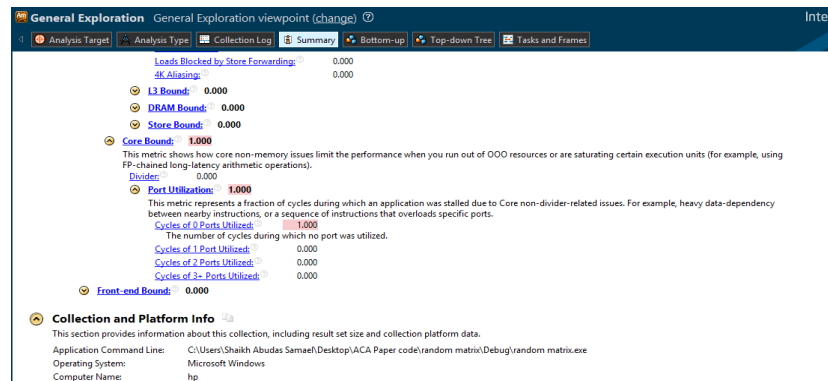 General Exploration General Exploration viewpoint (change)
Inte
Analysis Target Analysis Type Collection Log Summary Bottom-up Top-down Tree Tasks and Frames
Loads Blocked by Store Forwarding: 0.000
4K Aliasing: 0.000
L3 Bound: 0.000
DRAM Bound: 0.000
Store Bound: 0.000
Core Bound: 1.000
This metric shows how core non-memory issues limit the performance when you run out of OOO resources or are saturating certain execution units (for example, using
FP-chained long-latency arithmetic operations).
Divider: 0.000
Port Utilization: 1.000
This metric represents a fraction of cycles during which an application was stalled due to Core non-divider-related issues. For example, heavy data-dependency
between nearby instructions, or a sequence of instructions that overloads specific ports.
Cycles of 0 Ports Utilized: 1.000
The number of cycles during which no port was utilized.
Cycles of 1 Port Utilized: 0.000
Cycles of 2 Ports Utilized: 0.000
Cycles of 3+ Ports Utilized: 0.000
Front-end Bound: 0.000
Collection and Platform Info
This section provides information about this collection, including result set size and collection platform data.
Application Command Line: C:\Users\Shaikh Abudas Samael\Desktop\ACA Paper code\random matrix\Debug\random matrix.exe
Operating System: Microsoft Windows
Computer Name: hp